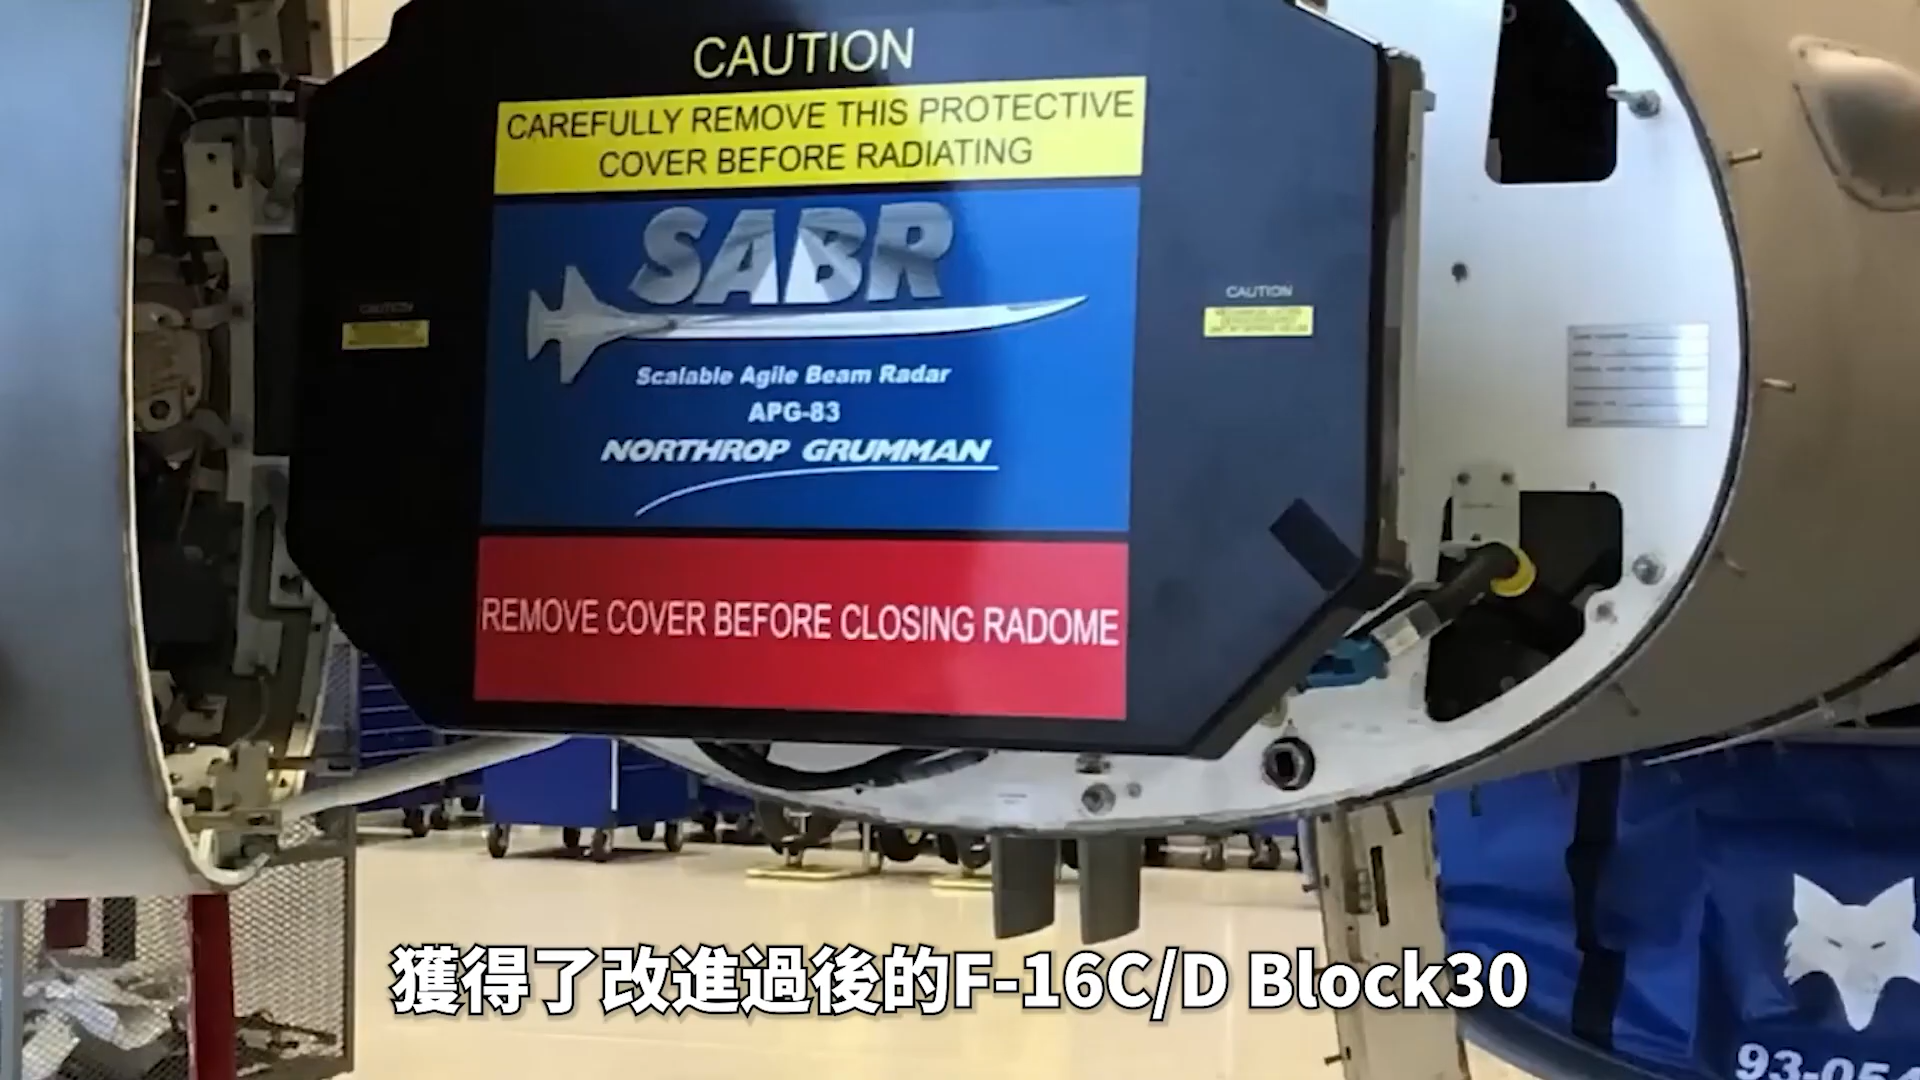 CAUTION
CAREFULLY REMOVE THIS PROTECTIVE
COVER BEFORE RADIATING
SABR
CAUTION
CAUTION
Scalable Agile Beam Radar
APG-83
NORTHROP GRUMMAN
REMOVE COVER BEFORE CLOSING RADOME
獲得了改進過後的F-16C/D Block30